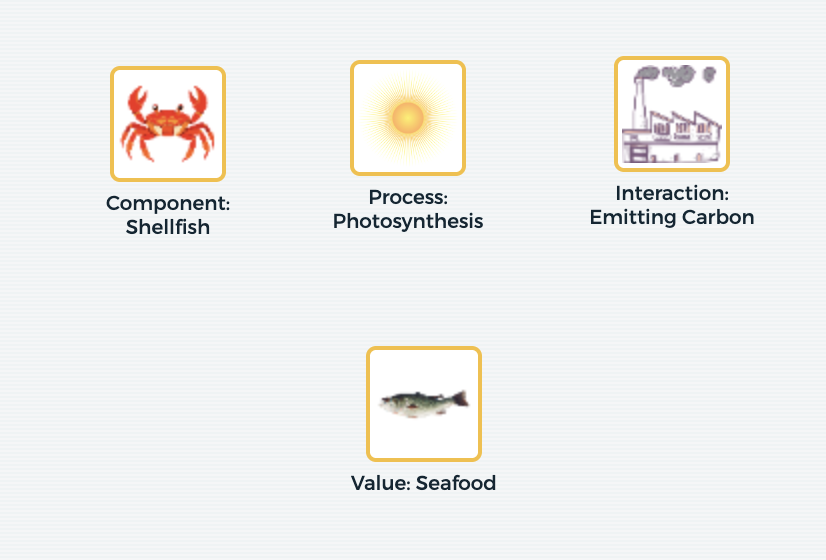 Component:
Shellfish
Process:
Photosynthesis
Interaction:
Emitting Carbon
Value: Seafood